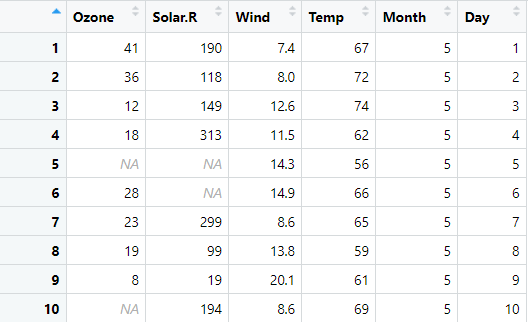 Ozone Solar.R Wind Temp Month Day
1 41 190 7.4 67 5 1
2 36 118 8.0 72 5 2
3 12 149 12.6 74 5 3
4 18 313 11.5 62 5 4
5 NA NA 14.3 56 5 5
6 28 NA 14.9 66 5 6
7 23 299 8.6 65 5 7
8 19 99 13.8 59 5 8
9 8 19 20.1 61 5 9
10 NA 194 8.6 69 5 10